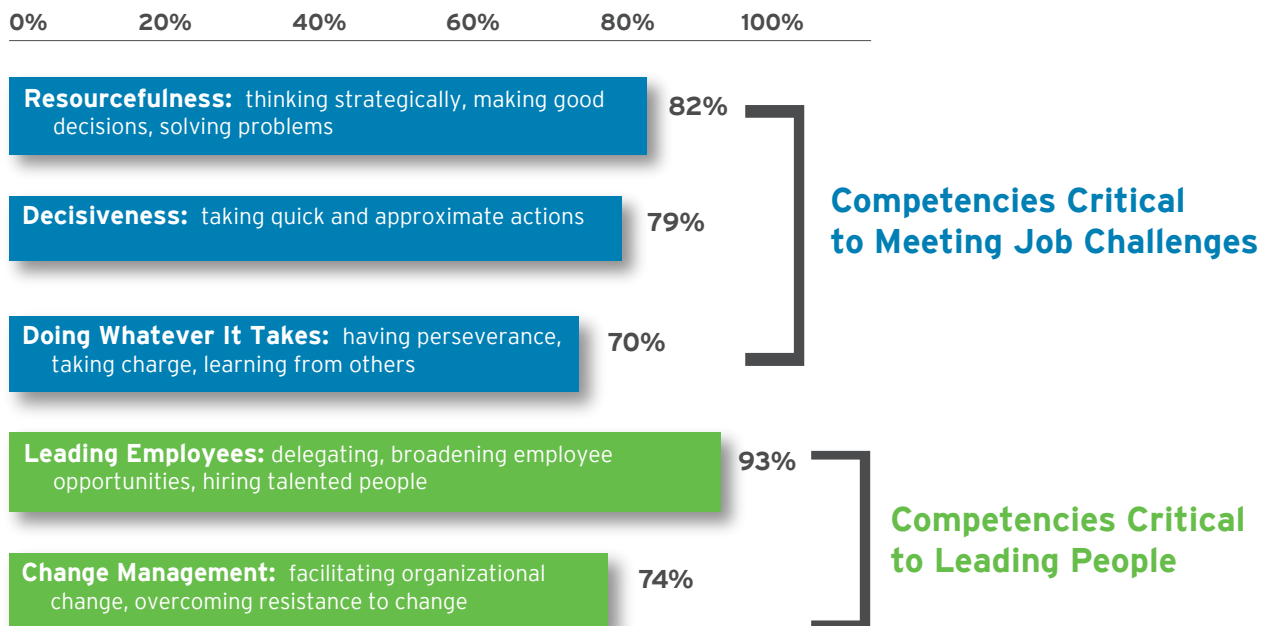 0% 20% 40% 60% 80% 100%
Resourcefulness: thinking strategically, making good
decisions, solving problems
82%
Decisiveness: taking quick and approximate actions
79%
Competencies Critical
to Meeting Job Challenges
Doing Whatever It Takes: having perseverance,
taking charge, learning from others
70%
Leading Employees: delegating, broadening employee
opportunities, hiring talented people
93%
Competencies Critical
to Leading People
Change Management: facilitating organizational
change, overcoming resistance to change
74%